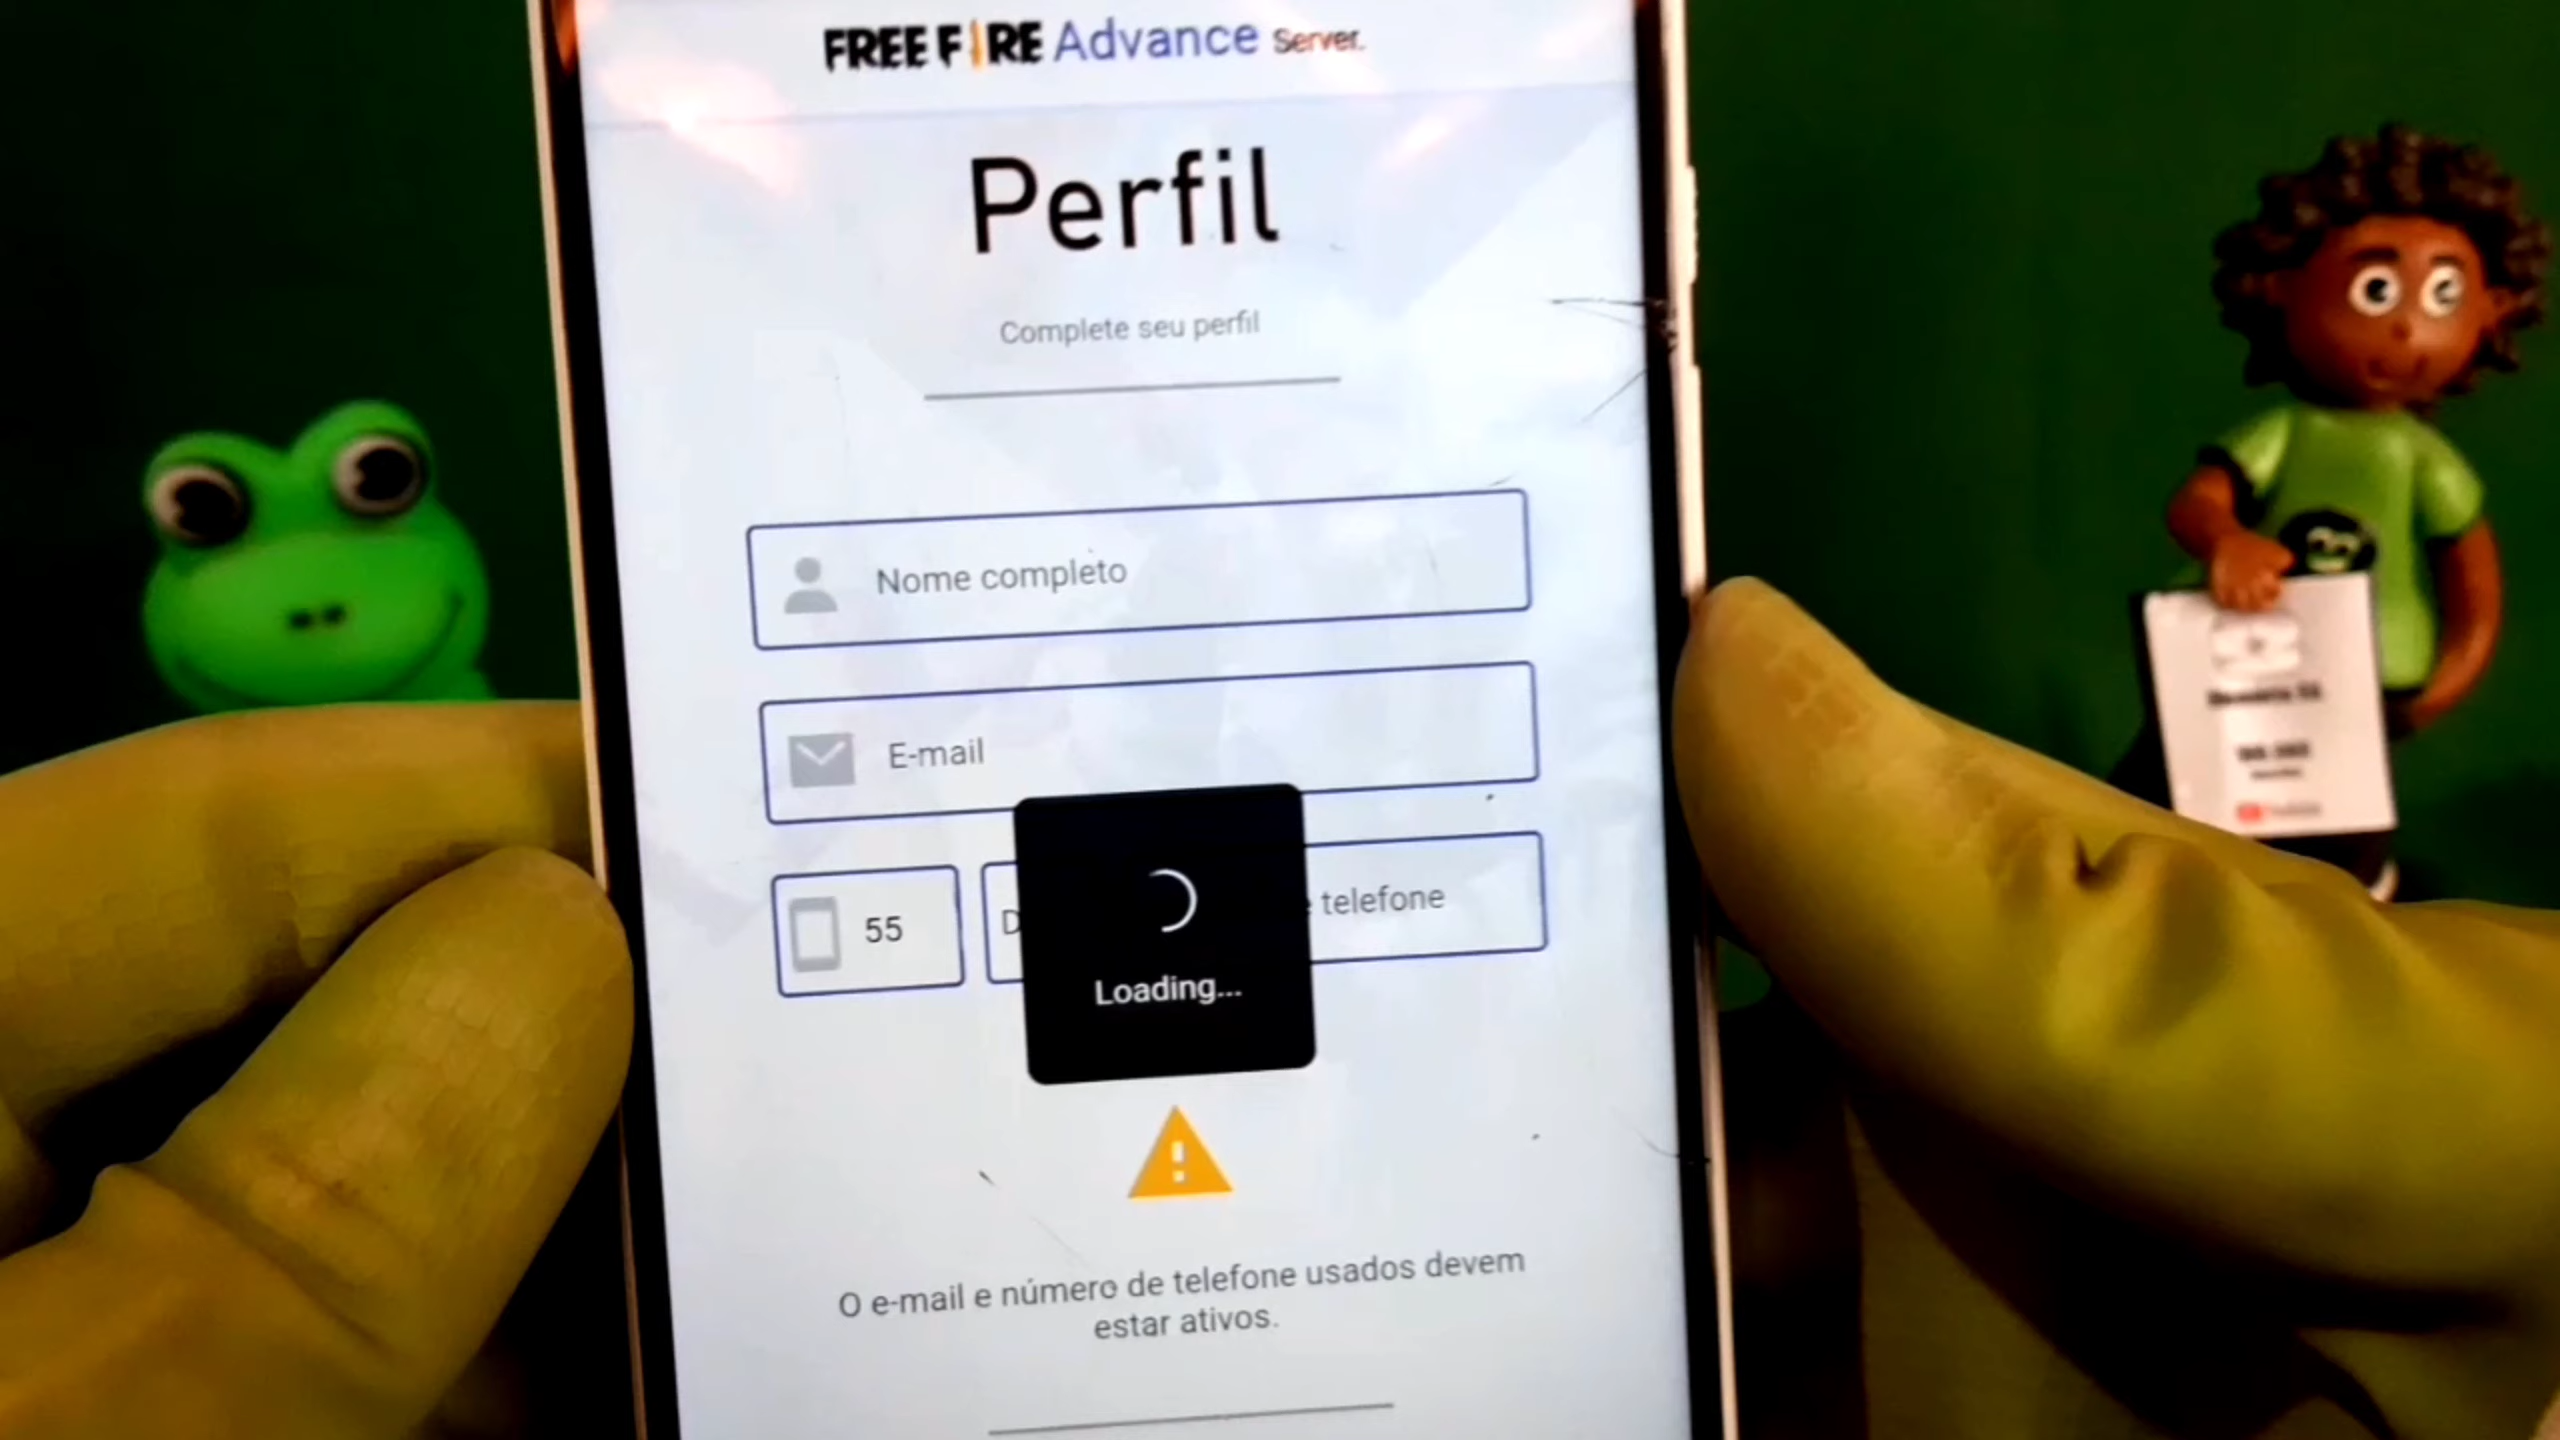 FREE FIRE Advance Server.
Perfil
Complete seu perfil
Nome completo
E-mail
55
telefone
Loading...
O e-mail e número de telefone usados devem
estar ativos.